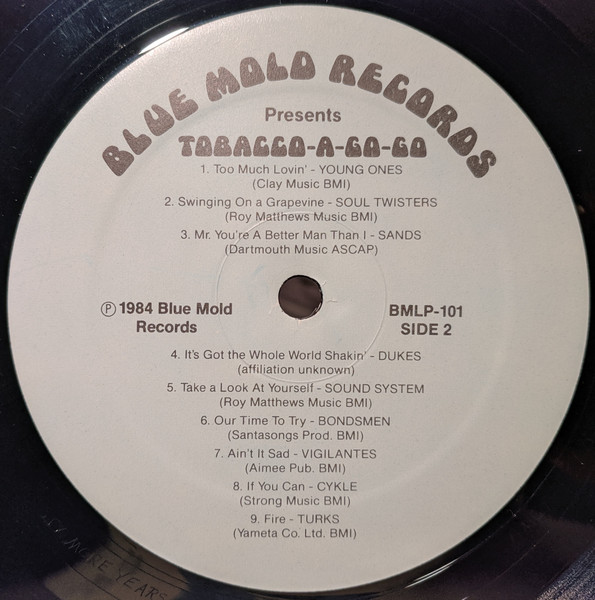 BLUE MOLD RECORDS
Presents
TOBACCO-A-GO-GO
1. Too Much Lovin' - YOUNG ONES
(Clay Music BMI)
2. Swinging On a Grapevine - SOUL TWISTERS
(Roy Matthews Music BMI)
3. Mr. You're A Better Man Than I - SANDS
(Dartmouth Music ASCAP)
℗ 1984 Blue Mold
Records
BMLP-101
SIDE 2
4. It's Got the Whole World Shakin' - DUKES
(affiliation unknown)
5. Take a Look At Yourself - SOUND SYSTEM
(Roy Matthews Music BMI)
6. Our Time To Try - BONDSMEN
(Santasongs Prod. BMI)
7. Ain't It Sad - VIGILANTES
(Aimee Pub. BMI)
8. If You Can - CYKLE
(Strong Music BMI)
9. Fire - TURKS
(Yameta Co. Ltd. BMI)
MORE YEARS